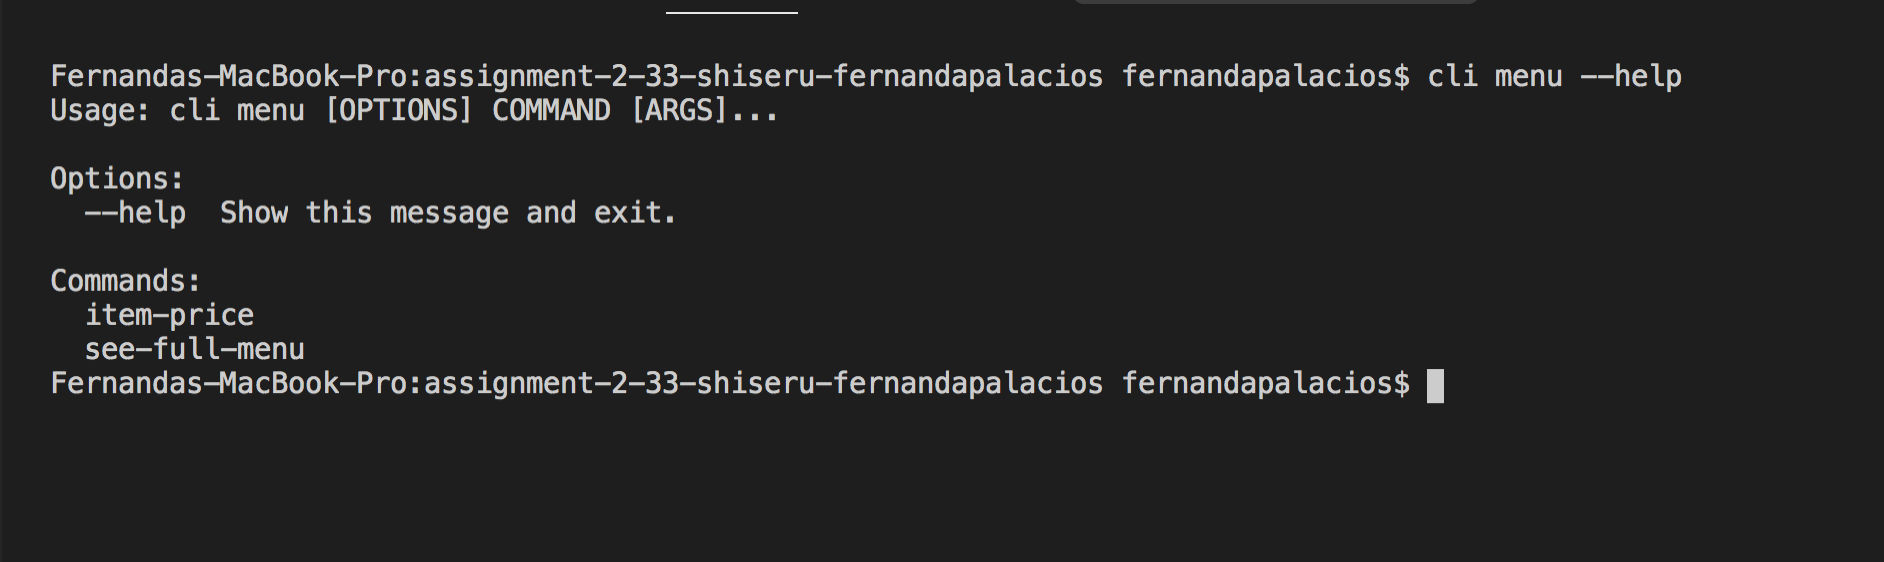 Fernandas-MacBook-Pro:assignment-2-33-shiseru-fernandapalacios fernandapalacios$ cli menu --help
Usage: cli menu [OPTIONS] COMMAND [ARGS]...
Options:
  --help  Show this message and exit.
Commands:
  item-price
  see-full-menu
Fernandas-MacBook-Pro:assignment-2-33-shiseru-fernandapalacios fernandapalacios$